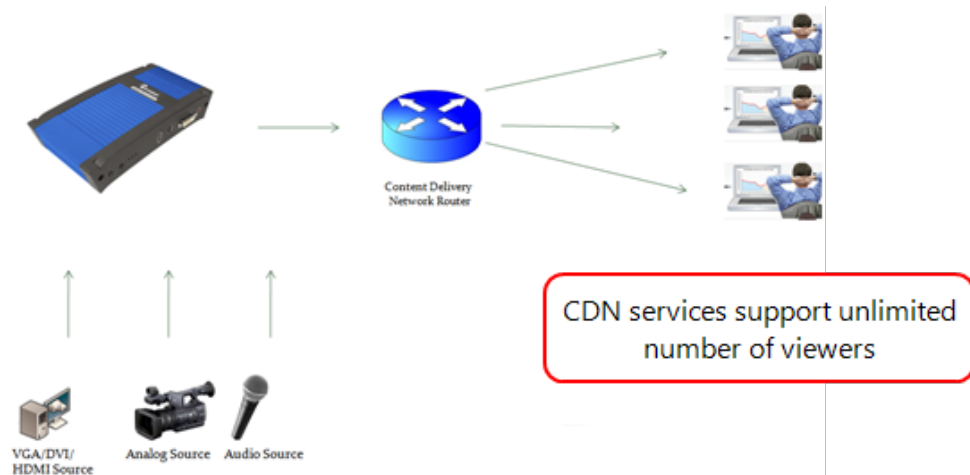 Content Delivery
Network Router
CDN services support unlimited
number of viewers
VGA/DVI/
HDMI Source
Analog Source
Audio Source